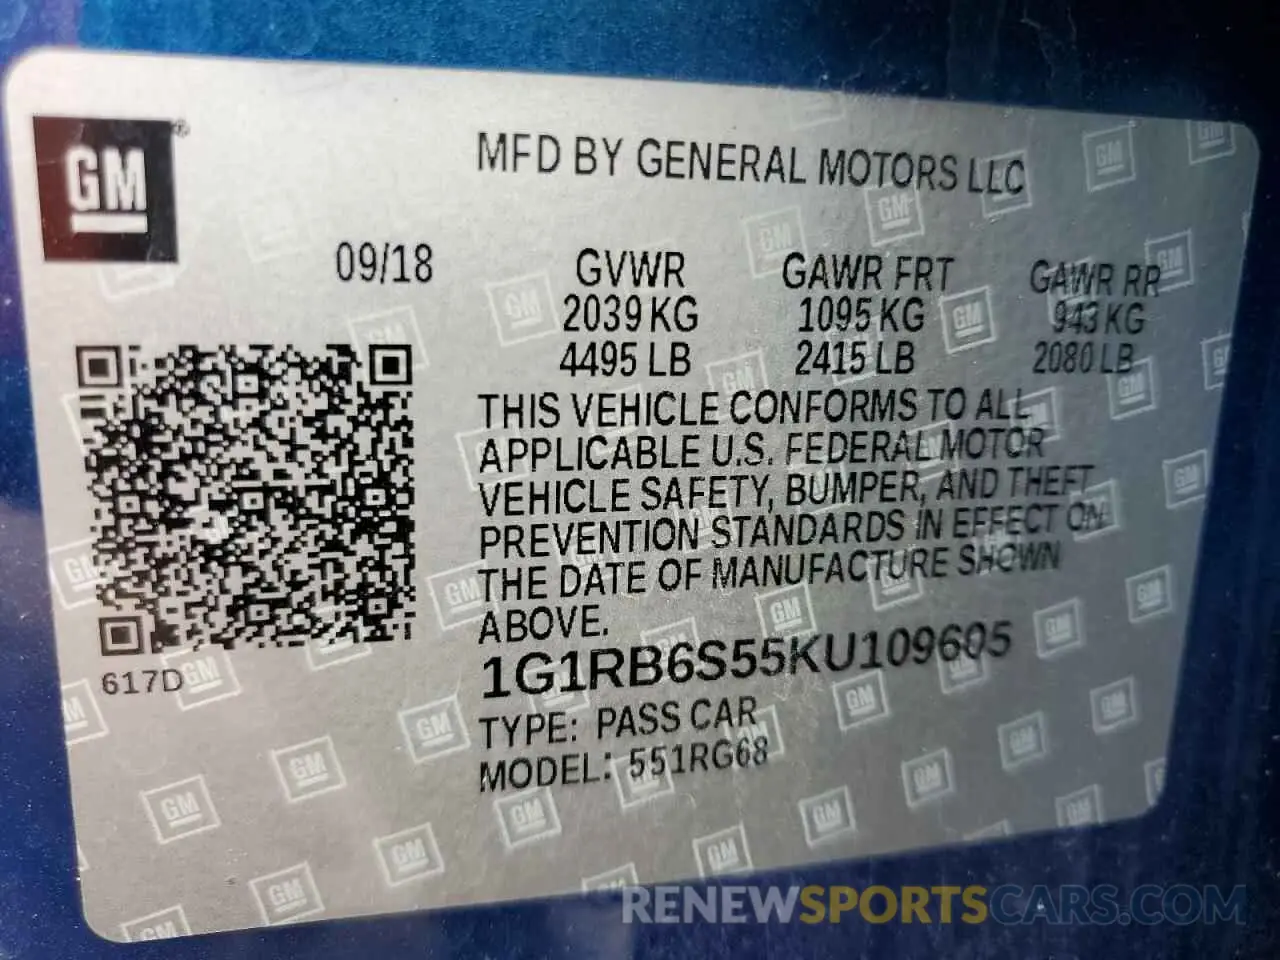 GM®
MFD BY GENERAL MOTORS LLC
09/18
GVWR GAWR FRT GAWR RR
2039 KG 1095 KG 943 KG
4495 LB 2415 LB 2080 LB
THIS VEHICLE CONFORMS TO ALL
APPLICABLE U.S. FEDERAL MOTOR
VEHICLE SAFETY, BUMPER, AND THEFT
PREVENTION STANDARDS IN EFFECT ON
THE DATE OF MANUFACTURE SHOWN
ABOVE.
1G1RB6S55KU109605
617D
TYPE: PASS CAR
MODEL: 551RG68
RENEWSPORTSCARS.COM